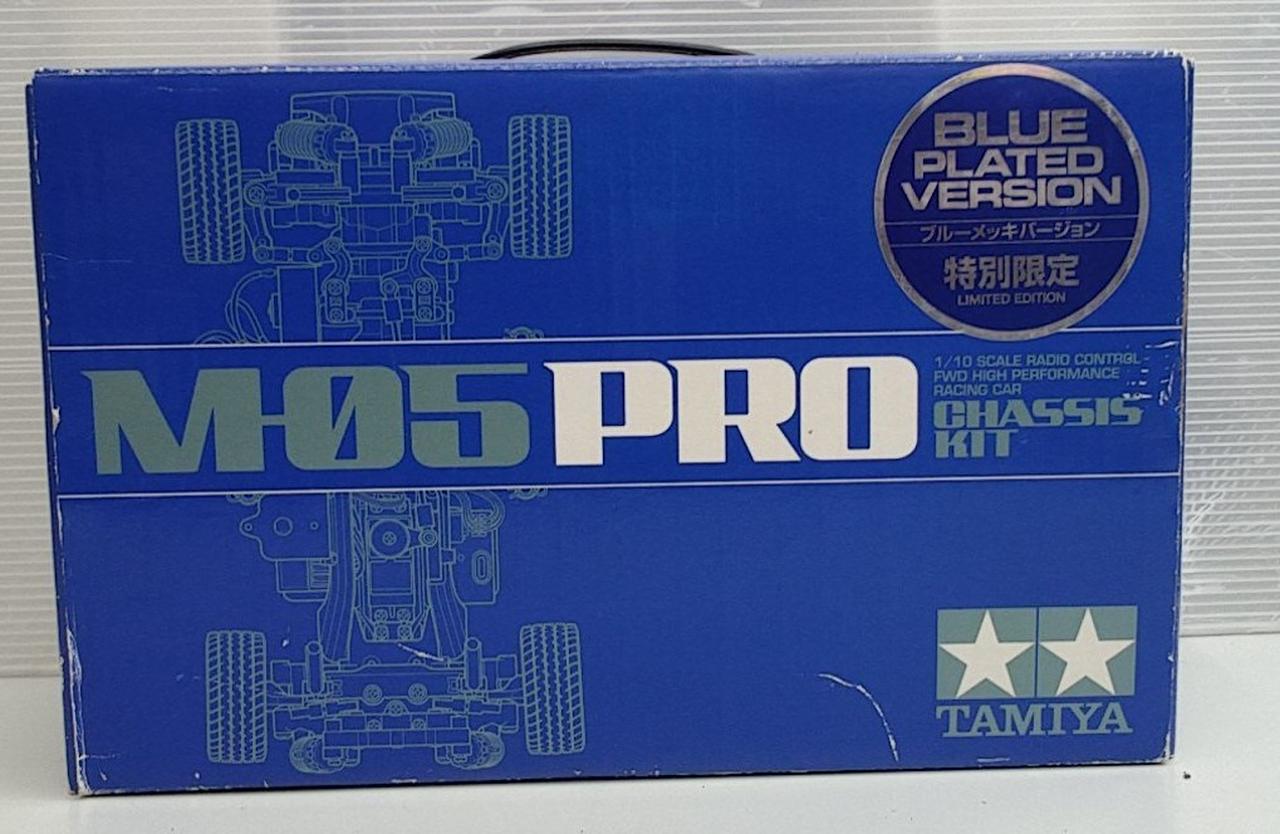 BLUE
PLATED
VERSION
ブルーメッキバージョン
特別限定
LIMITED EDITION
M-05 PRO
1/10 SCALE RADIO CONTROL
FWD HIGH PERFORMANCE
RACING CAR
CHASSIS
KIT
TAMIYA